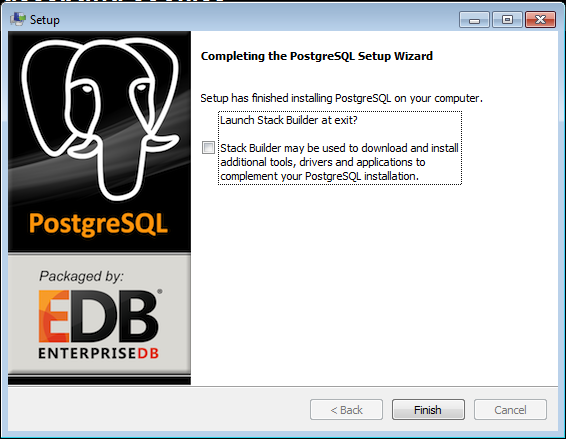 Setup
Completing the PostgreSQL Setup Wizard
Setup has finished installing PostgreSQL on your computer.
Launch Stack Builder at exit?
Stack Builder may be used to download and install
additional tools, drivers and applications to
complement your PostgreSQL installation.
PostgreSQL
Packaged by:
EDB
ENTERPRISEDB
< Back
Finish
Cancel